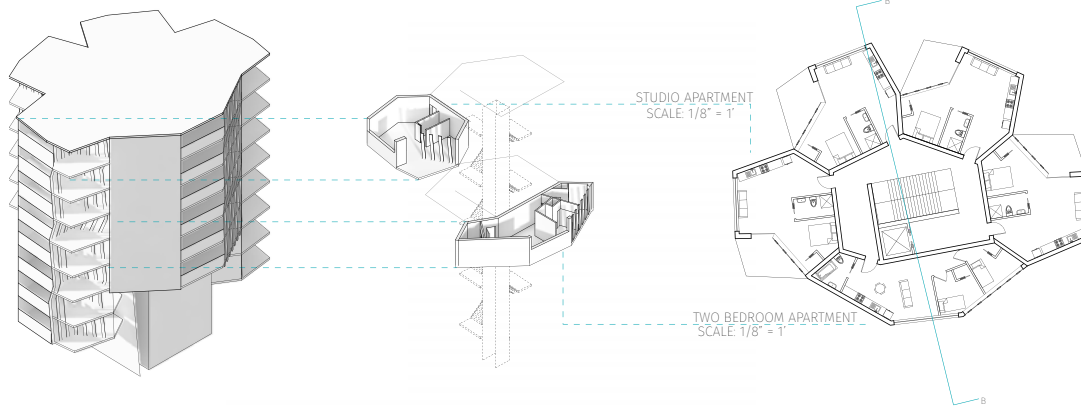 STUDIO APARTMENT
SCALE: 1/8" = 1'
TWO BEDROOM APARTMENT
SCALE: 1/8" = 1'
B